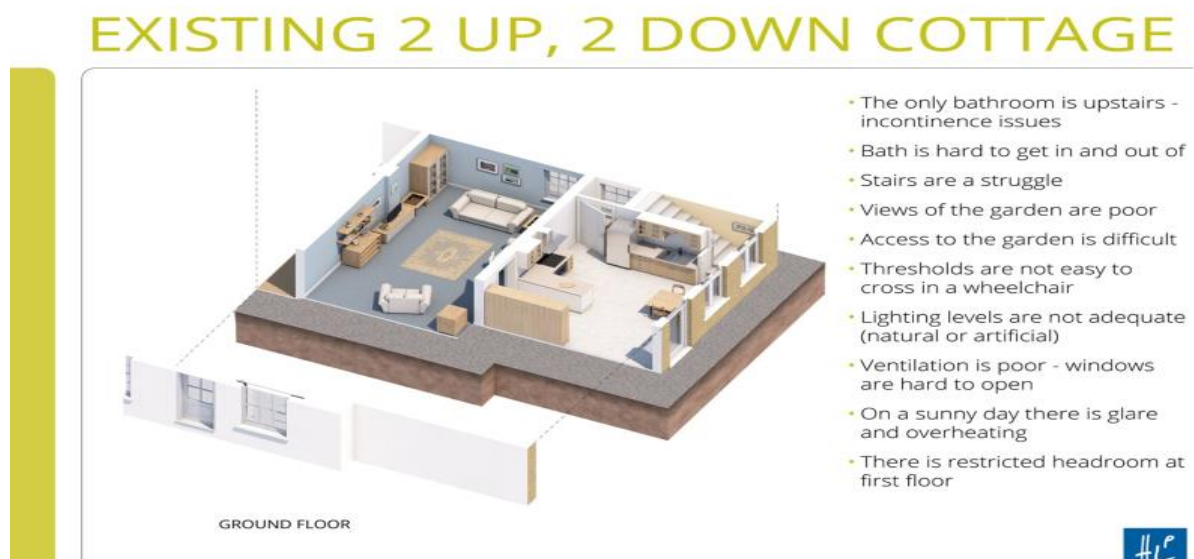 EXISTING 2 UP, 2 DOWN COTTAGE
• The only bathroom is upstairs -
incontinence issues
• Bath is hard to get in and out of
• Stairs are a struggle
• Views of the garden are poor
• Access to the garden is difficult
• Thresholds are not easy to
cross in a wheelchair
• Lighting levels are not adequate
(natural or artificial)
• Ventilation is poor - windows
are hard to open
• On a sunny day there is glare
and overheating
• There is restricted headroom at
first floor
GROUND FLOOR